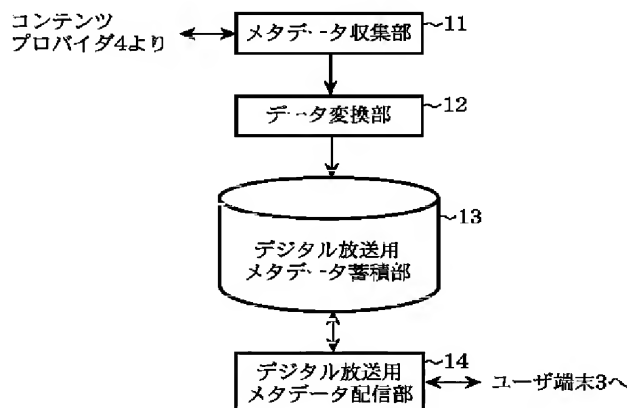 コンテンツ
プロバイダ4より
メタデータ収集部
11
データ変換部
12
デジタル放送用
メタデータ蓄積部
13
デジタル放送用
メタデータ配信部
14
ユーザ端末3へ